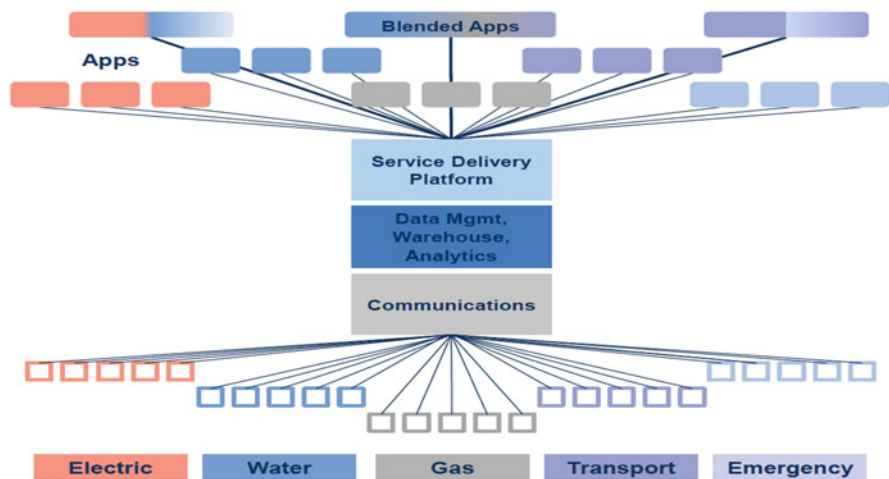 Blended Apps
Apps
Service Delivery
Platform
Data Mgmt,
Warehouse,
Analytics
Communications
Electric
Water
Gas
Transport
Emergency